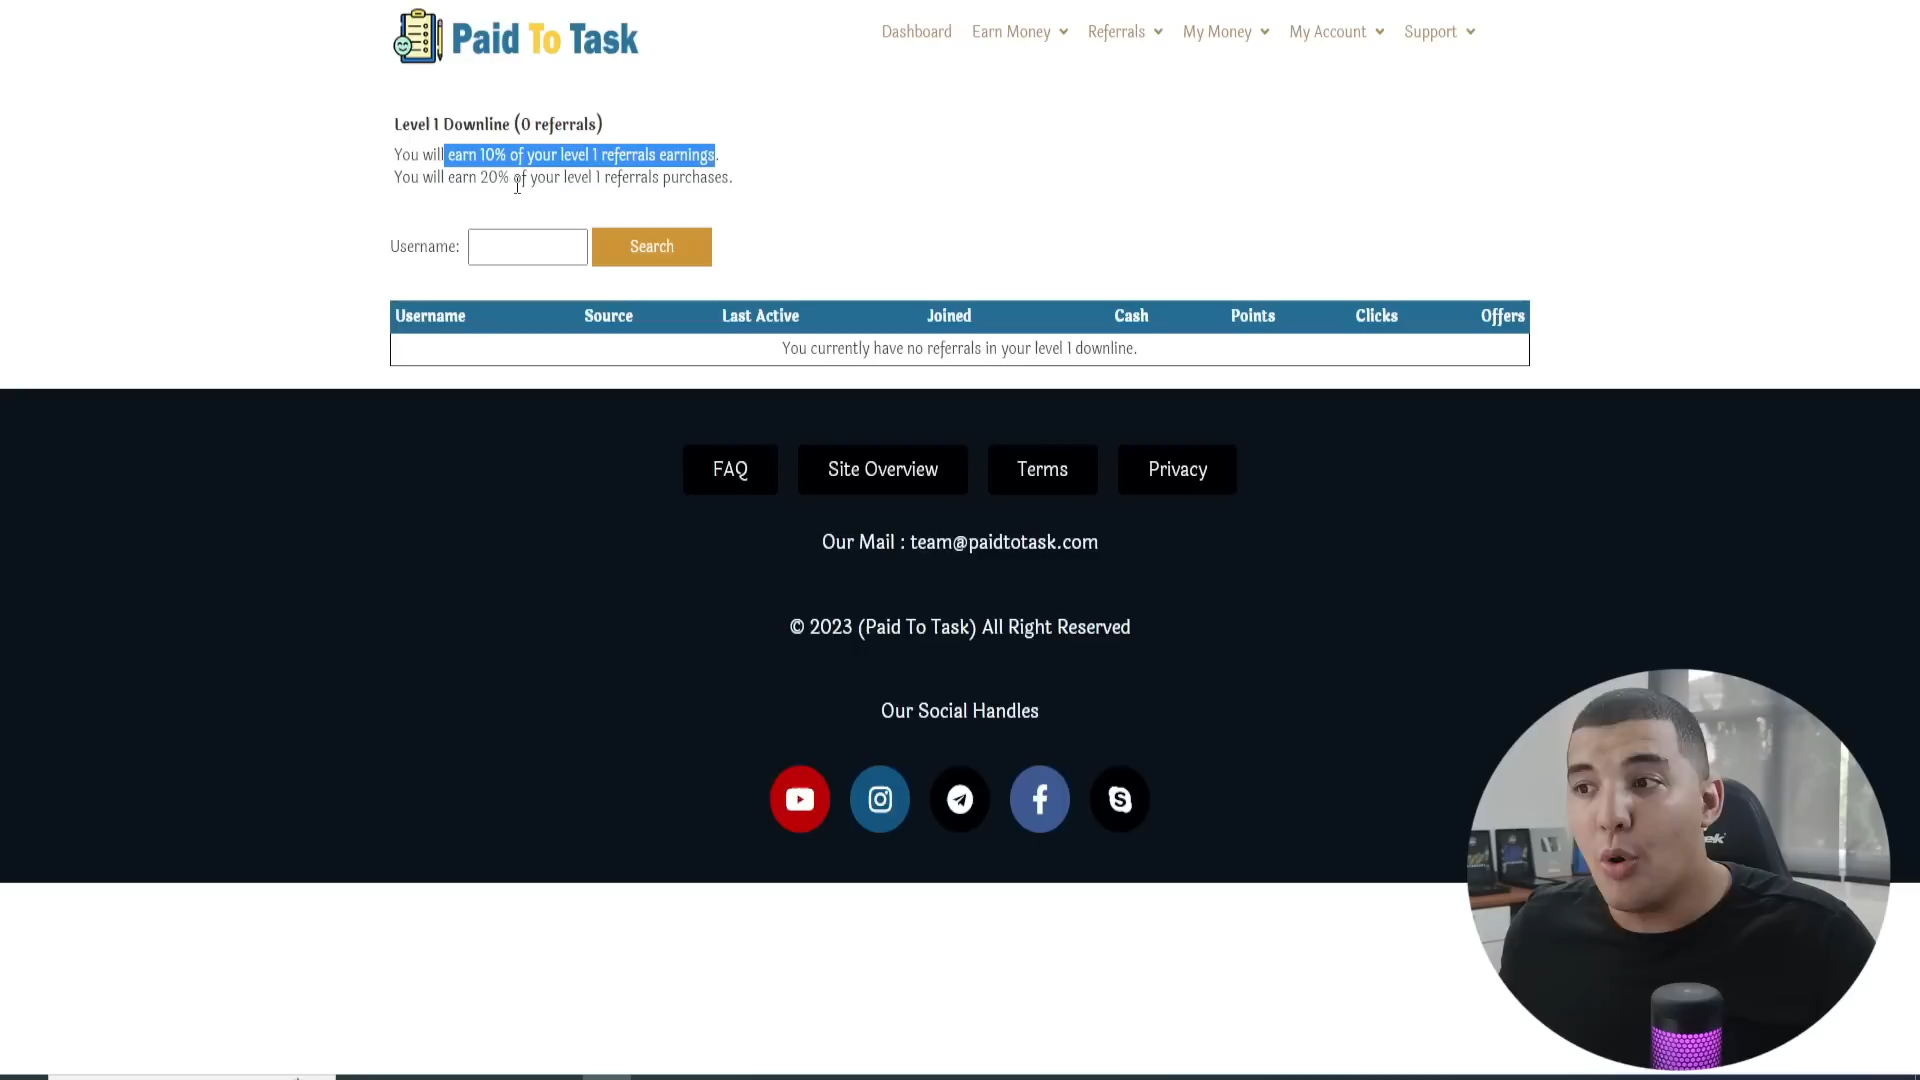 Paid To Task
Dashboard Earn Money Referrals My Money My Account Support
Level 1 Downline (0 referrals)
You will earn 10% of your level 1 referrals earnings.
You will earn 20% of your level 1 referrals purchases.
Username: Search
Username Source Last Active Joined Cash Points Clicks Offers
You currently have no referrals in your level 1 downline.
FAQ Site Overview Terms Privacy
Our Mail : team@paidtotask.com
© 2023 (Paid To Task) All Right Reserved
Our Social Handles